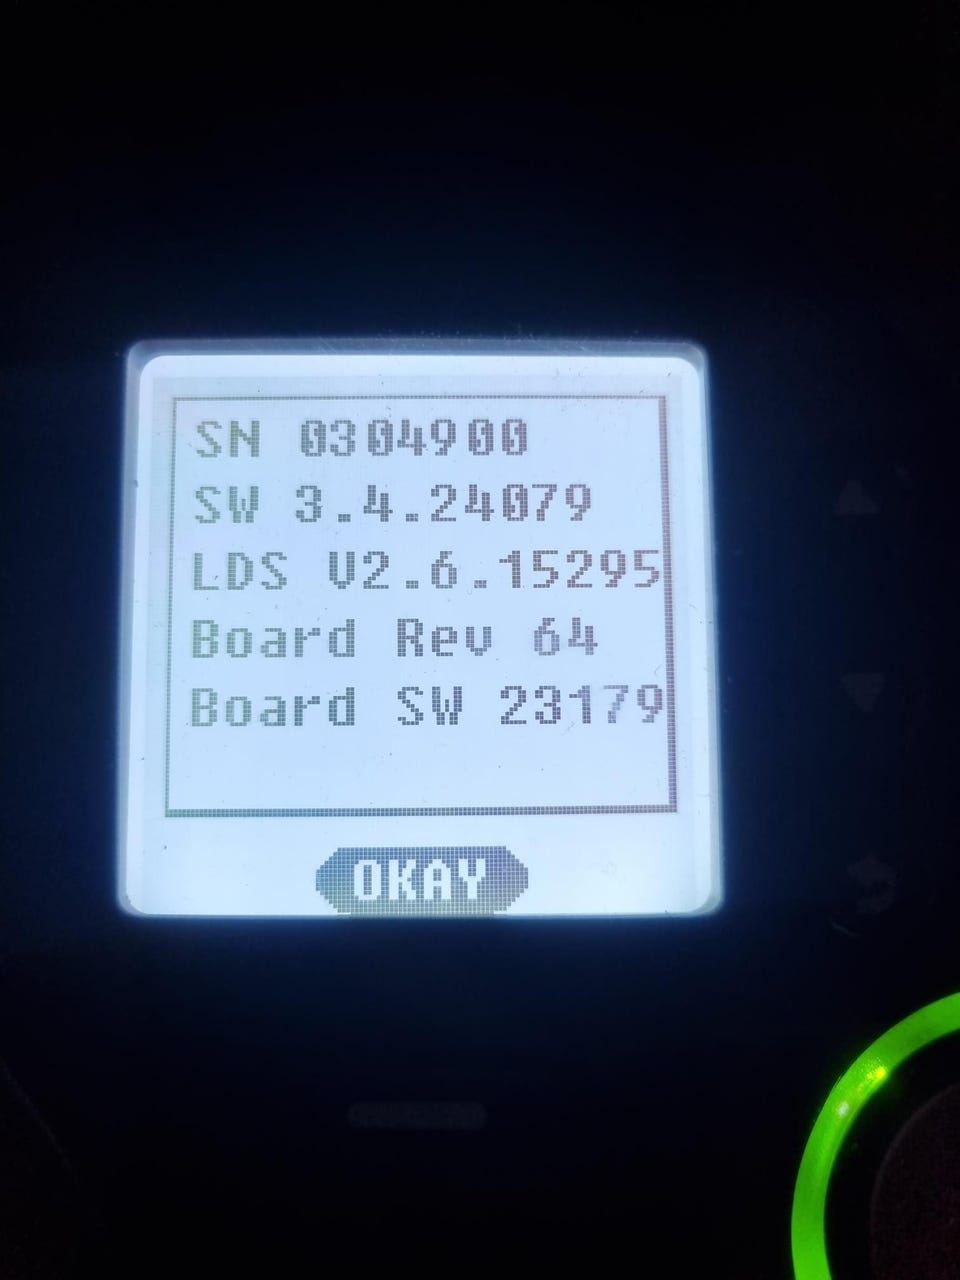 SN 0304900
SW 3.4.24079
LDS V2.6.15295
Board Rev 64
Board SW 23179
OKAY